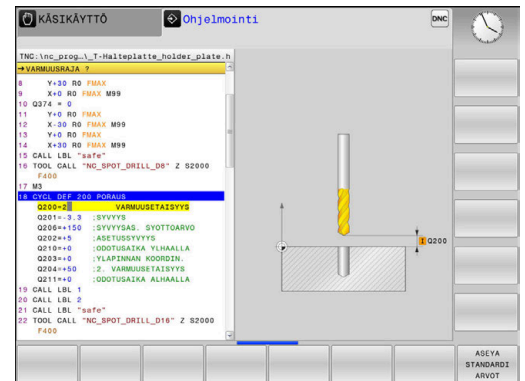 KÄSIKÄYTTÖ
Ohjelmointi
DNC
TNC:\nc_prog…\_T-Halteplatte_holder_plate.h
→VARMUUSRAJA ?
8 Y+30 R0 FMAX
9 X+0 R0 FMAX M99
10 Q374 = 0
11 Y+0 R0 FMAX
12 X-30 R0 FMAX M99
13 Y+0 R0 FMAX
14 X+0 R0 FMAX M99
15 CALL LBL "safe"
16 TOOL CALL "NC_SPOT_DRILL_D8" Z S2000
F400
17 M3
18 CYCL DEF 200 PORAUS
Q200=2 VARMUUSETAISYYS
Q201=-3.3 ;SYVYYS
Q206=+150 ;SYVYYSAS. SYOTTOARVO
Q202=+5 ;ASETUSSYVYYS
Q210=+0 ;ODOTUSAIKA YLHAALLA
Q203=+0 ;YLAPINNAN KOORDIN.
Q204=+50 ;2. VARMUUSETAISYYS
Q211=+0 ;ODOTUSAIKA ALHAALLA
19 CALL LBL 1
20 CALL LBL 2
21 CALL LBL "safe"
22 TOOL CALL "NC_SPOT_DRILL_D16" Z S2000
F400
I Q200
ASEYA
STANDARDI
ARVOT